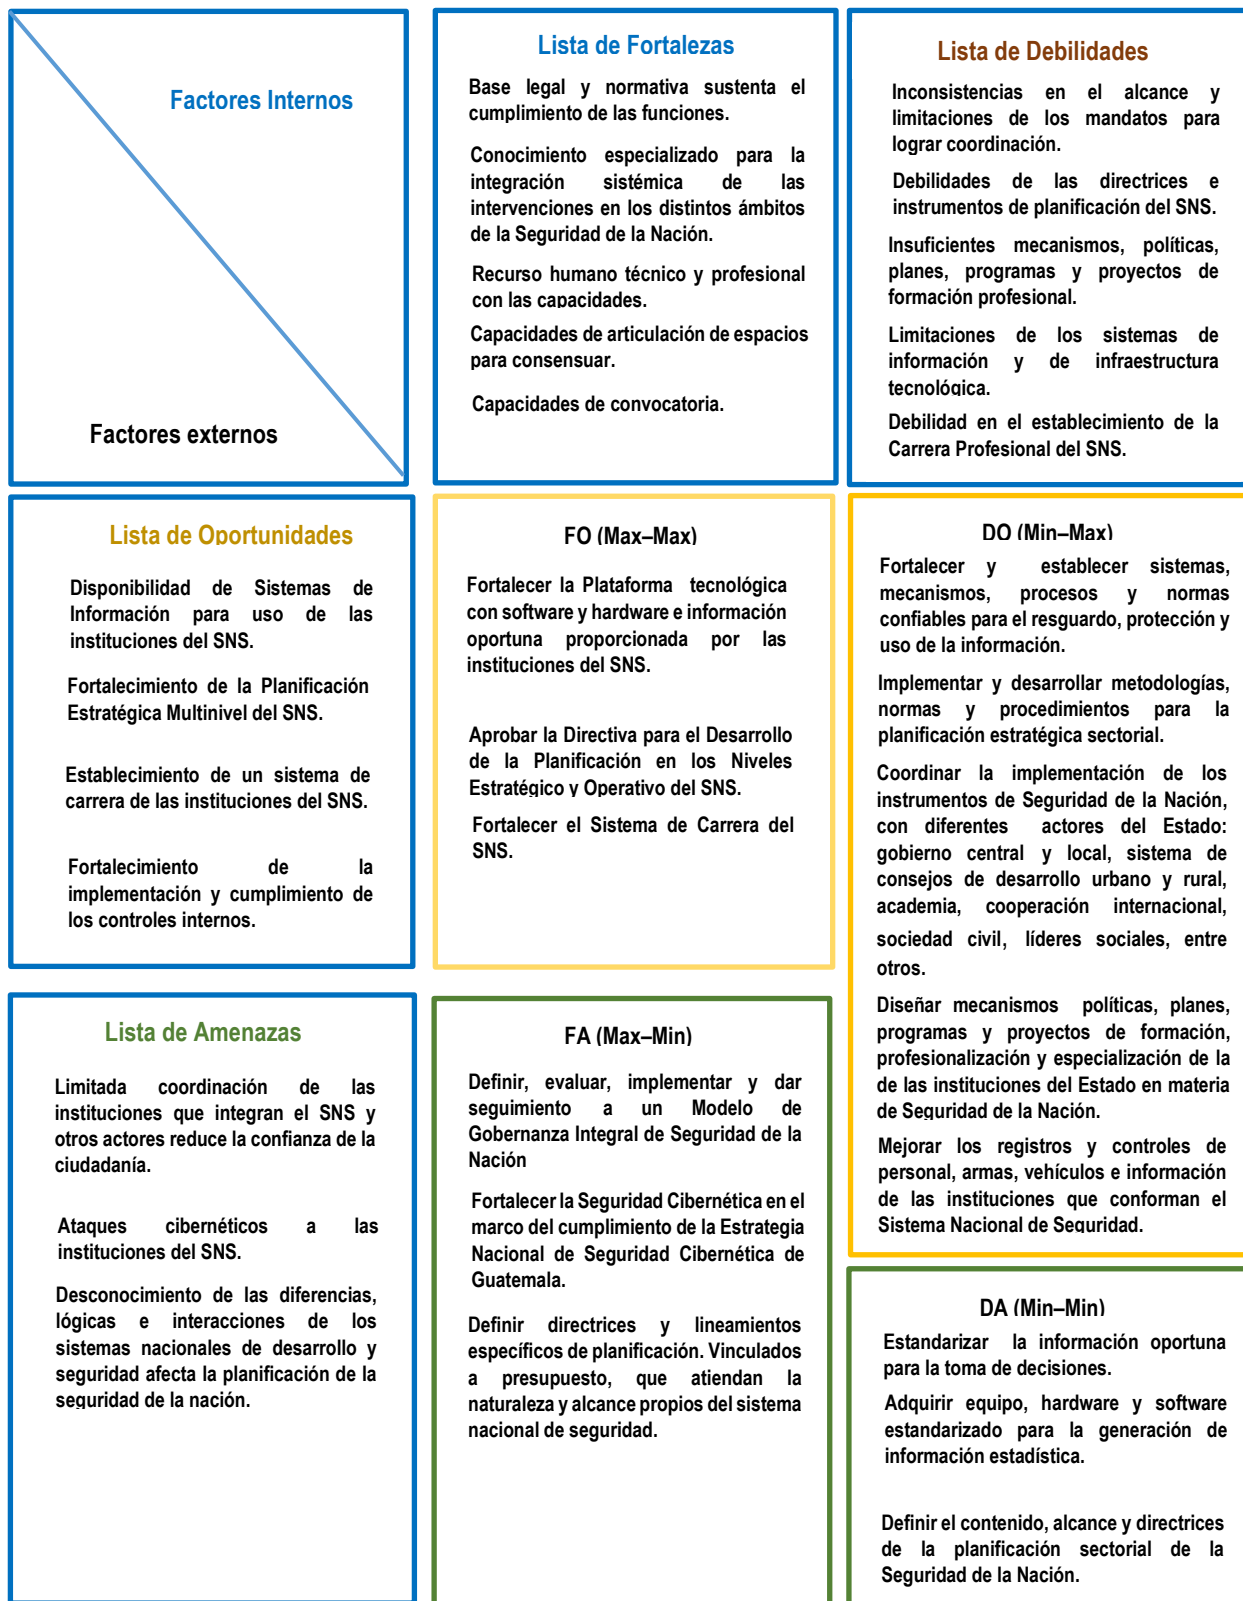 Factores Internos
Factores externos
Lista de Fortalezas
Base legal y normativa sustenta el
cumplimiento de las funciones.
Conocimiento especializado para la
integración sistémica de las
intervenciones en los distintos ámbitos
de la Seguridad de la Nación.
Recurso humano técnico y profesional
con las capacidades.
Capacidades de articulación de espacios
para consensuar.
Capacidades de convocatoria.
Lista de Debilidades
Inconsistencias en el alcance y
limitaciones de los mandatos para
lograr coordinación.
Debilidades de las directrices e
instrumentos de planificación del SNS.
Insuficientes mecanismos, políticas,
planes, programas y proyectos de
formación profesional.
Limitaciones de los sistemas de
información y de infraestructura
tecnológica.
Debilidad en el establecimiento de la
Carrera Profesional del SNS.
Lista de Oportunidades
Disponibilidad de Sistemas de
Información para uso de las
instituciones del SNS.
Fortalecimiento de la Planificación
Estratégica Multinivel del SNS.
Establecimiento de un sistema de
carrera de las instituciones del SNS.
Fortalecimiento de la
implementación y cumplimiento de
los controles internos.
FO (Max–Max)
Fortalecer la Plataforma tecnológica
con software y hardware e información
oportuna proporcionada por las
instituciones del SNS.
Aprobar la Directiva para el Desarrollo
de la Planificación en los Niveles
Estratégico y Operativo del SNS.
Fortalecer el Sistema de Carrera del
SNS.
DO (Min–Max)
Fortalecer y establecer sistemas,
mecanismos, procesos y normas
confiables para el resguardo, protección y
uso de la información.
Implementar y desarrollar metodologías,
normas y procedimientos para la
planificación estratégica sectorial.
Coordinar la implementación de los
instrumentos de Seguridad de la Nación,
con diferentes actores del Estado:
gobierno central y local, sistema de
consejos de desarrollo urbano y rural,
academia, cooperación internacional,
sociedad civil, líderes sociales, entre
otros.
Diseñar mecanismos políticas, planes,
programas y proyectos de formación,
profesionalización y especialización de la
de las instituciones del Estado en materia
de Seguridad de la Nación.
Mejorar los registros y controles de
personal, armas, vehículos e información
de las instituciones que conforman el
Sistema Nacional de Seguridad.
Lista de Amenazas
Limitada coordinación de las
instituciones que integran el SNS y
otros actores reduce la confianza de la
ciudadanía.
Ataques cibernéticos a las
instituciones del SNS.
Desconocimiento de las diferencias,
lógicas e interacciones de los
sistemas nacionales de desarrollo y
seguridad afecta la planificación de la
seguridad de la nación.
FA (Max–Min)
Definir, evaluar, implementar y dar
seguimiento a un Modelo de
Gobernanza Integral de Seguridad de la
Nación
Fortalecer la Seguridad Cibernética en el
marco del cumplimiento de la Estrategia
Nacional de Seguridad Cibernética de
Guatemala.
Definir directrices y lineamientos
específicos de planificación. Vinculados
a presupuesto, que atiendan la
naturaleza y alcance propios del sistema
nacional de seguridad.
DA (Min–Min)
Estandarizar la información oportuna
para la toma de decisiones.
Adquirir equipo, hardware y software
estandarizado para la generación de
información estadística.
Definir el contenido, alcance y directrices
de la planificación sectorial de la
Seguridad de la Nación.